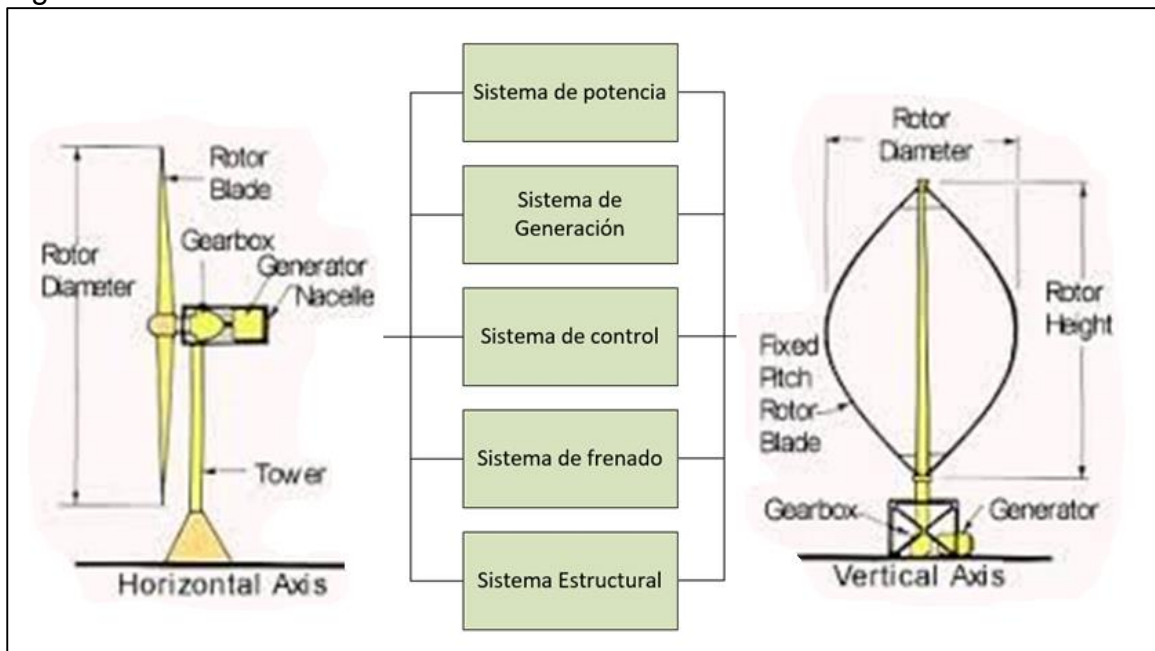 Rotor
Blade
Rotor
Diameter
Gearbox
Generator
Nacelle
Tower
Horizontal Axis
Sistema de potencia
Sistema de
Generación
Sistema de control
Sistema de frenado
Sistema Estructural
Rotor
Diameter
Rotor
Height
Fixed
Pitch
Rotor
Blade
Gearbox
Generator
Vertical Axis